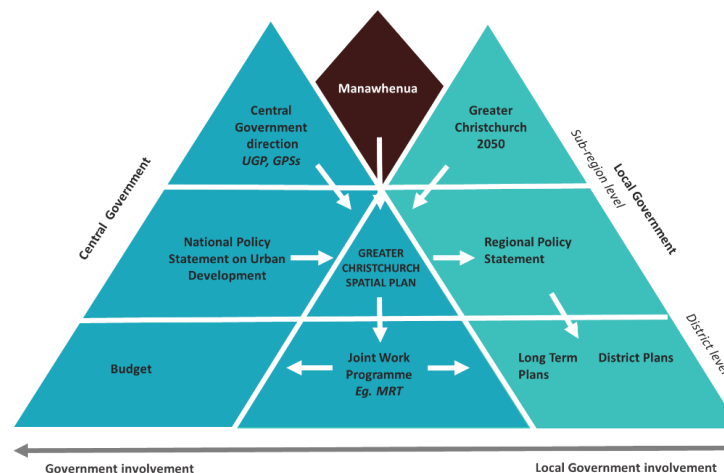 Manawhenua
Central
Government
direction
UGP, GPSs
Greater
Christchurch
2050
Central Government
Sub-region level
Local Government
National Policy
Statement on Urban
Development
GREATER
CHRISTCHURCH
SPATIAL PLAN
Regional Policy
Statement
District level
Budget
Joint Work
Programme
Eg. MRT
Long Term
Plans
District Plans
Government involvement
Local Government involvement